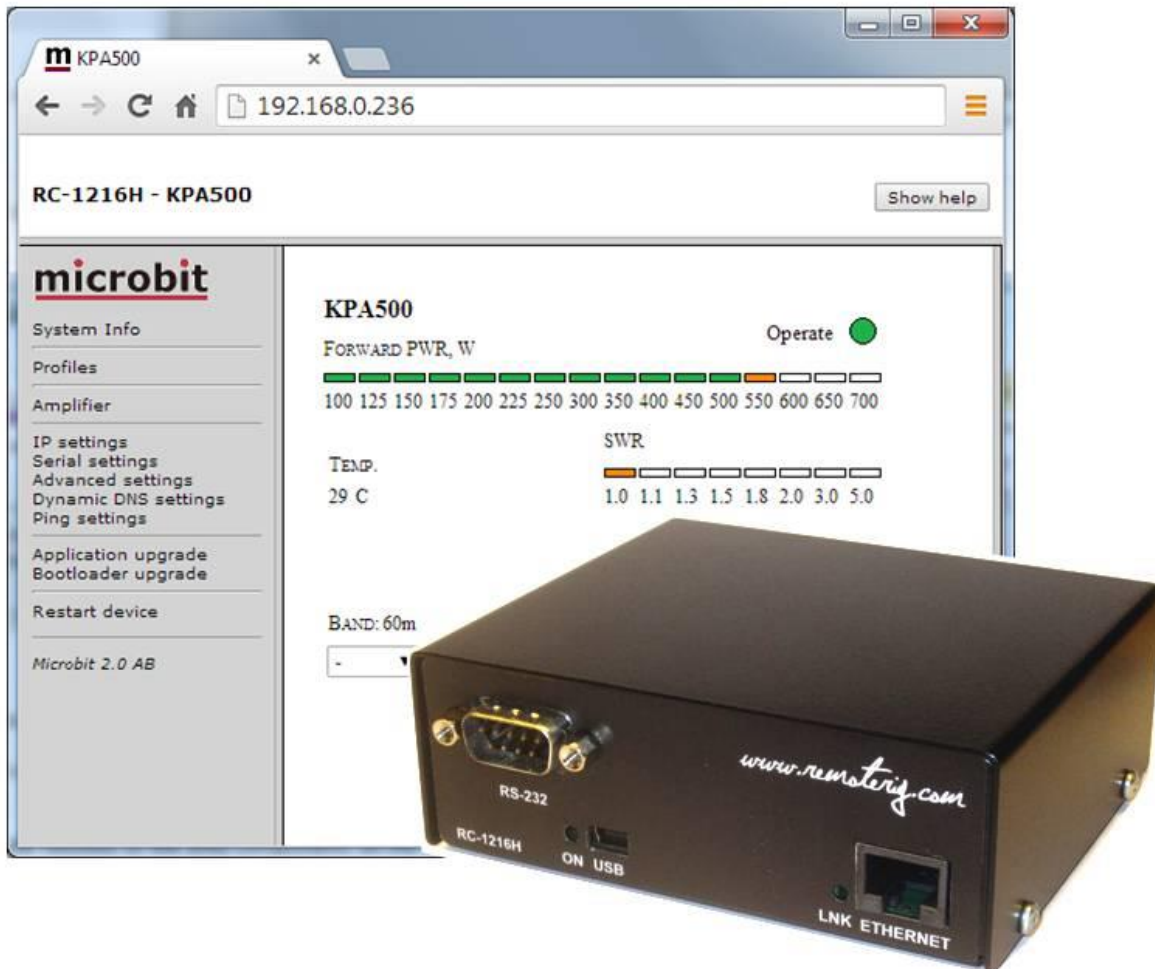 m KPA500
192.168.0.236
RC-1216H - KPA500
Show help
microbit
System Info
Profiles
Amplifier
IP settings
Serial settings
Advanced settings
Dynamic DNS settings
Ping settings
Application upgrade
Bootloader upgrade
Restart device
Microbit 2.0 AB
KPA500
Operate
FORWARD PWR, W
100 125 150 175 200 225 250 300 350 400 450 500 550 600 650 700
SWR
TEMP.
29 C
1.0 1.1 1.3 1.5 1.8 2.0 3.0 5.0
BAND: 60m
-
www.remoterig.com
RS-232
RC-1216H
ON USB
LNK ETHERNET